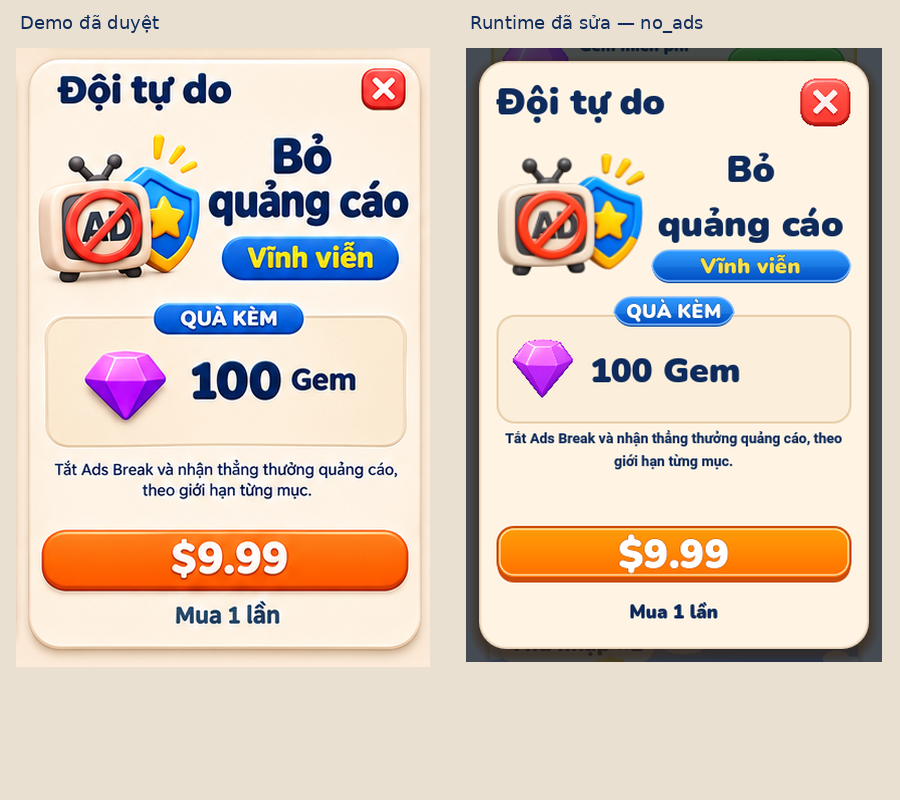 Demo đã duyệt
Đội tự do
AD
Bỏ
quảng cáo
Vĩnh viễn
QUÀ KÈM
100 Gem
Tắt Ads Break và nhận thẳng thưởng quảng cáo,
theo giới hạn từng mục.
$9.99
Mua 1 lần
Runtime đã sửa — no_ads
Đội tự do
AD
Bỏ
quảng cáo
Vĩnh viễn
QUÀ KÈM
100 Gem
Tắt Ads Break và nhận thẳng thưởng quảng cáo, theo
giới hạn từng mục.
$9.99
Mua 1 lần